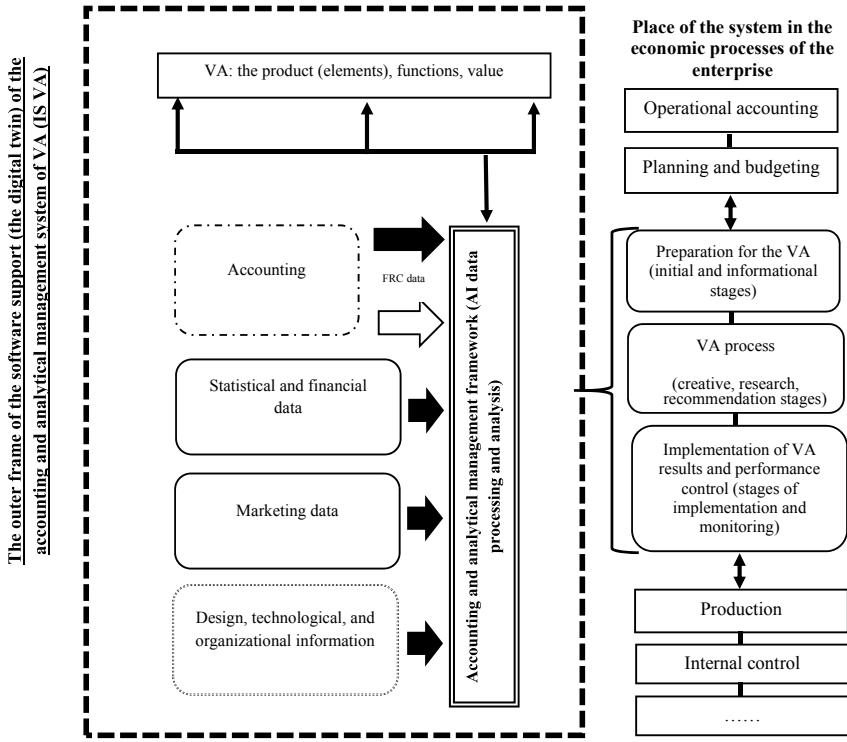 The outer frame of the software support (the digital twin) of the
accounting and analytical management system of VA (IS VA)
VA: the product (elements), functions, value
Accounting
FRC data
Statistical and financial
data
Marketing data
Design, technological, and
organizational information
Accounting and analytical management framework (AI data
processing and analysis)
Place of the system in the
economic processes of the
enterprise
Operational accounting
Planning and budgeting
Preparation for the VA
(initial and informational
stages)
VA process
(creative, research,
recommendation stages)
Implementation of VA
results and performance
control (stages of
implementation and
monitoring)
Production
Internal control
......